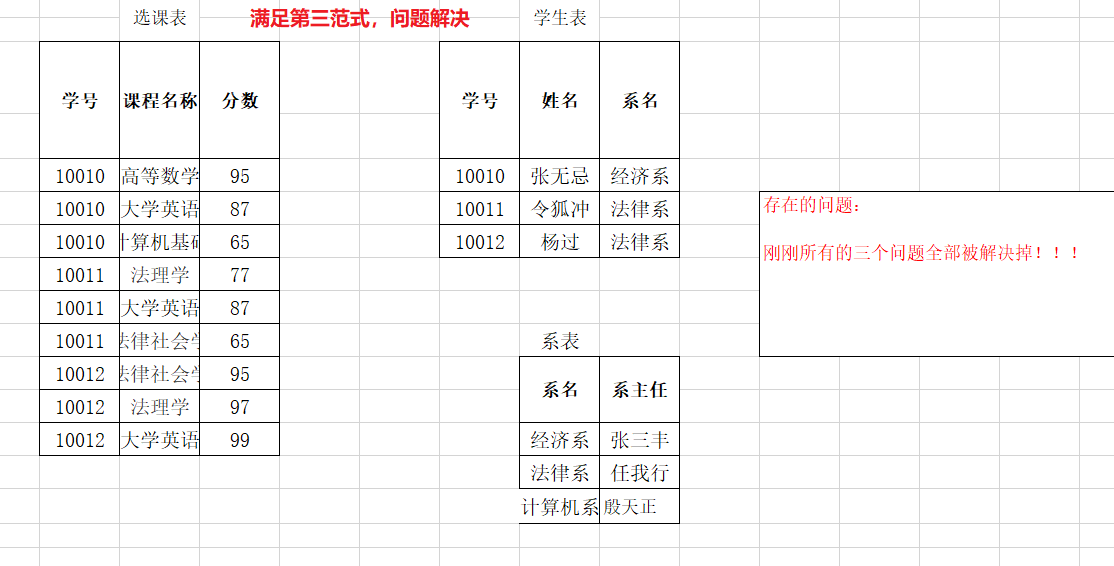 选课表 满足第三范式，问题解决 学生表
学号 课程名称 分数 学号 姓名 系名
10010 高等数学 95 10010 张无忌 经济系
10010 大学英语 87 10011 令狐冲 法律系 存在的问题：
10010 计算机基础 65 10012 杨过 法律系 刚刚所有的三个问题全部被解决掉！！！
10011 法理学 77
10011 大学英语 87
10011 法律社会学 65 系表
10012 法律社会学 95 系名 系主任
10012 法理学 97
10012 大学英语 99 经济系 张三丰
法律系 任我行
计算机系 殷天正